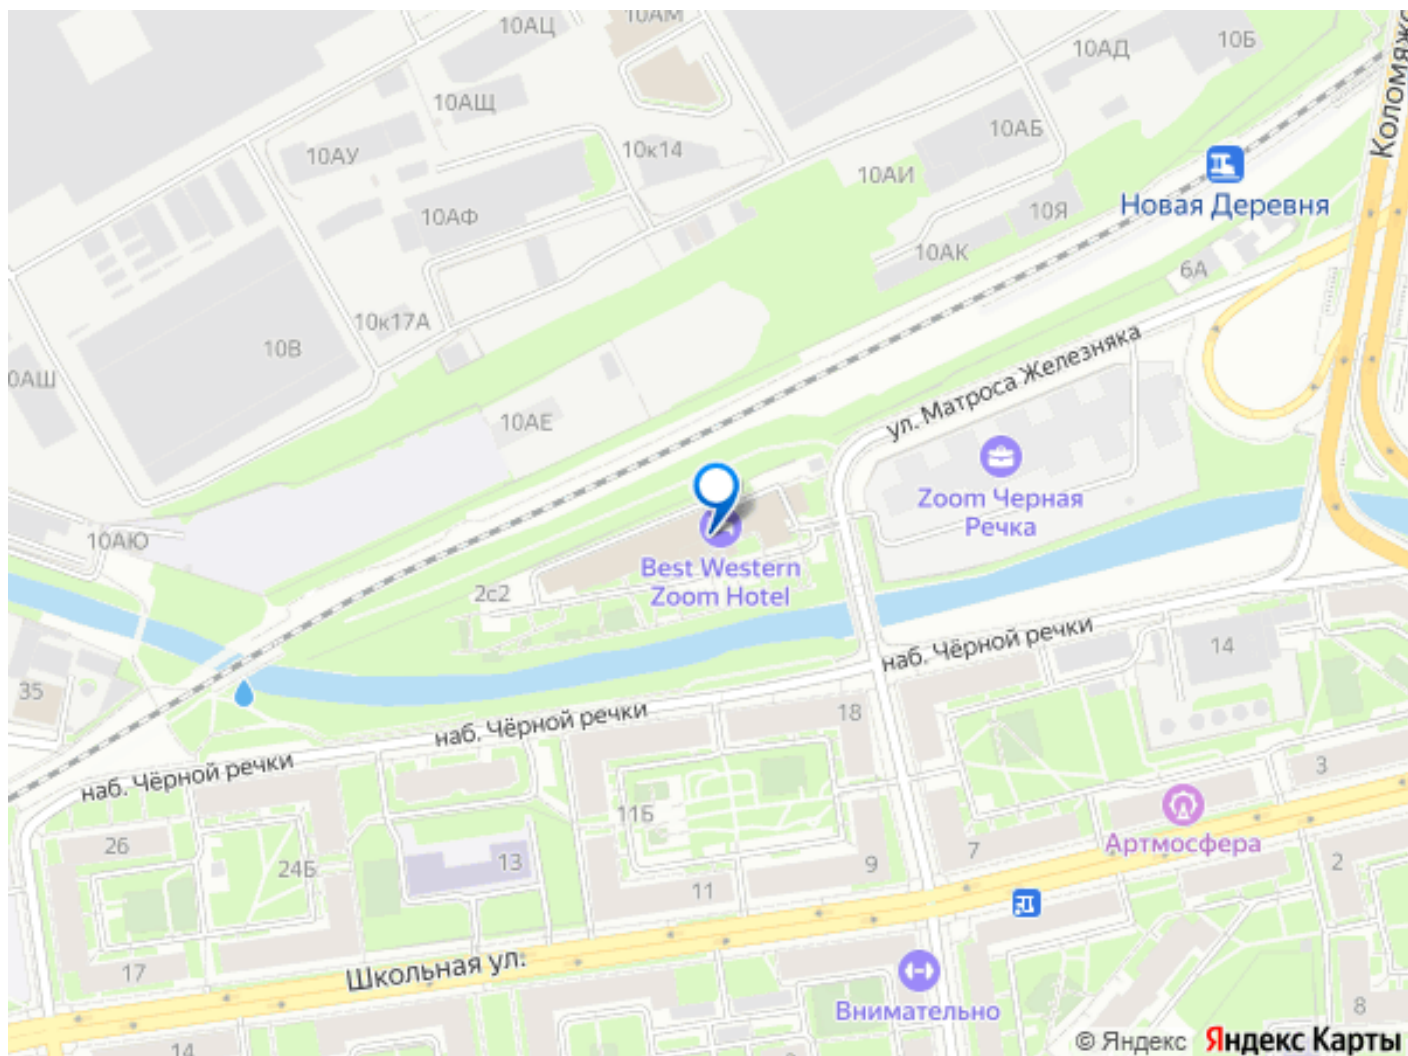 10АЦ
10АМ
10АД
10Б
Коломяжс
10АЩ
10АБ
10АУ
10к14
10АИ
Новая Деревня
10АФ
10Я
10АК
6А
10к17А
10В
0АШ
ул. Матроса Железняка
10АЕ
Zoom Черная
Речка
10АЮ
Best Western
Zoom Hotel
2с2
наб. Чёрной речки
14
35
наб. Чёрной речки
18
наб. Чёрной речки
3
11Б
Артмосфера
26
24Б
13
9
7
2
11
Школьная ул.
17
Внимательно
8
14
© Яндекс Яндекс Карты